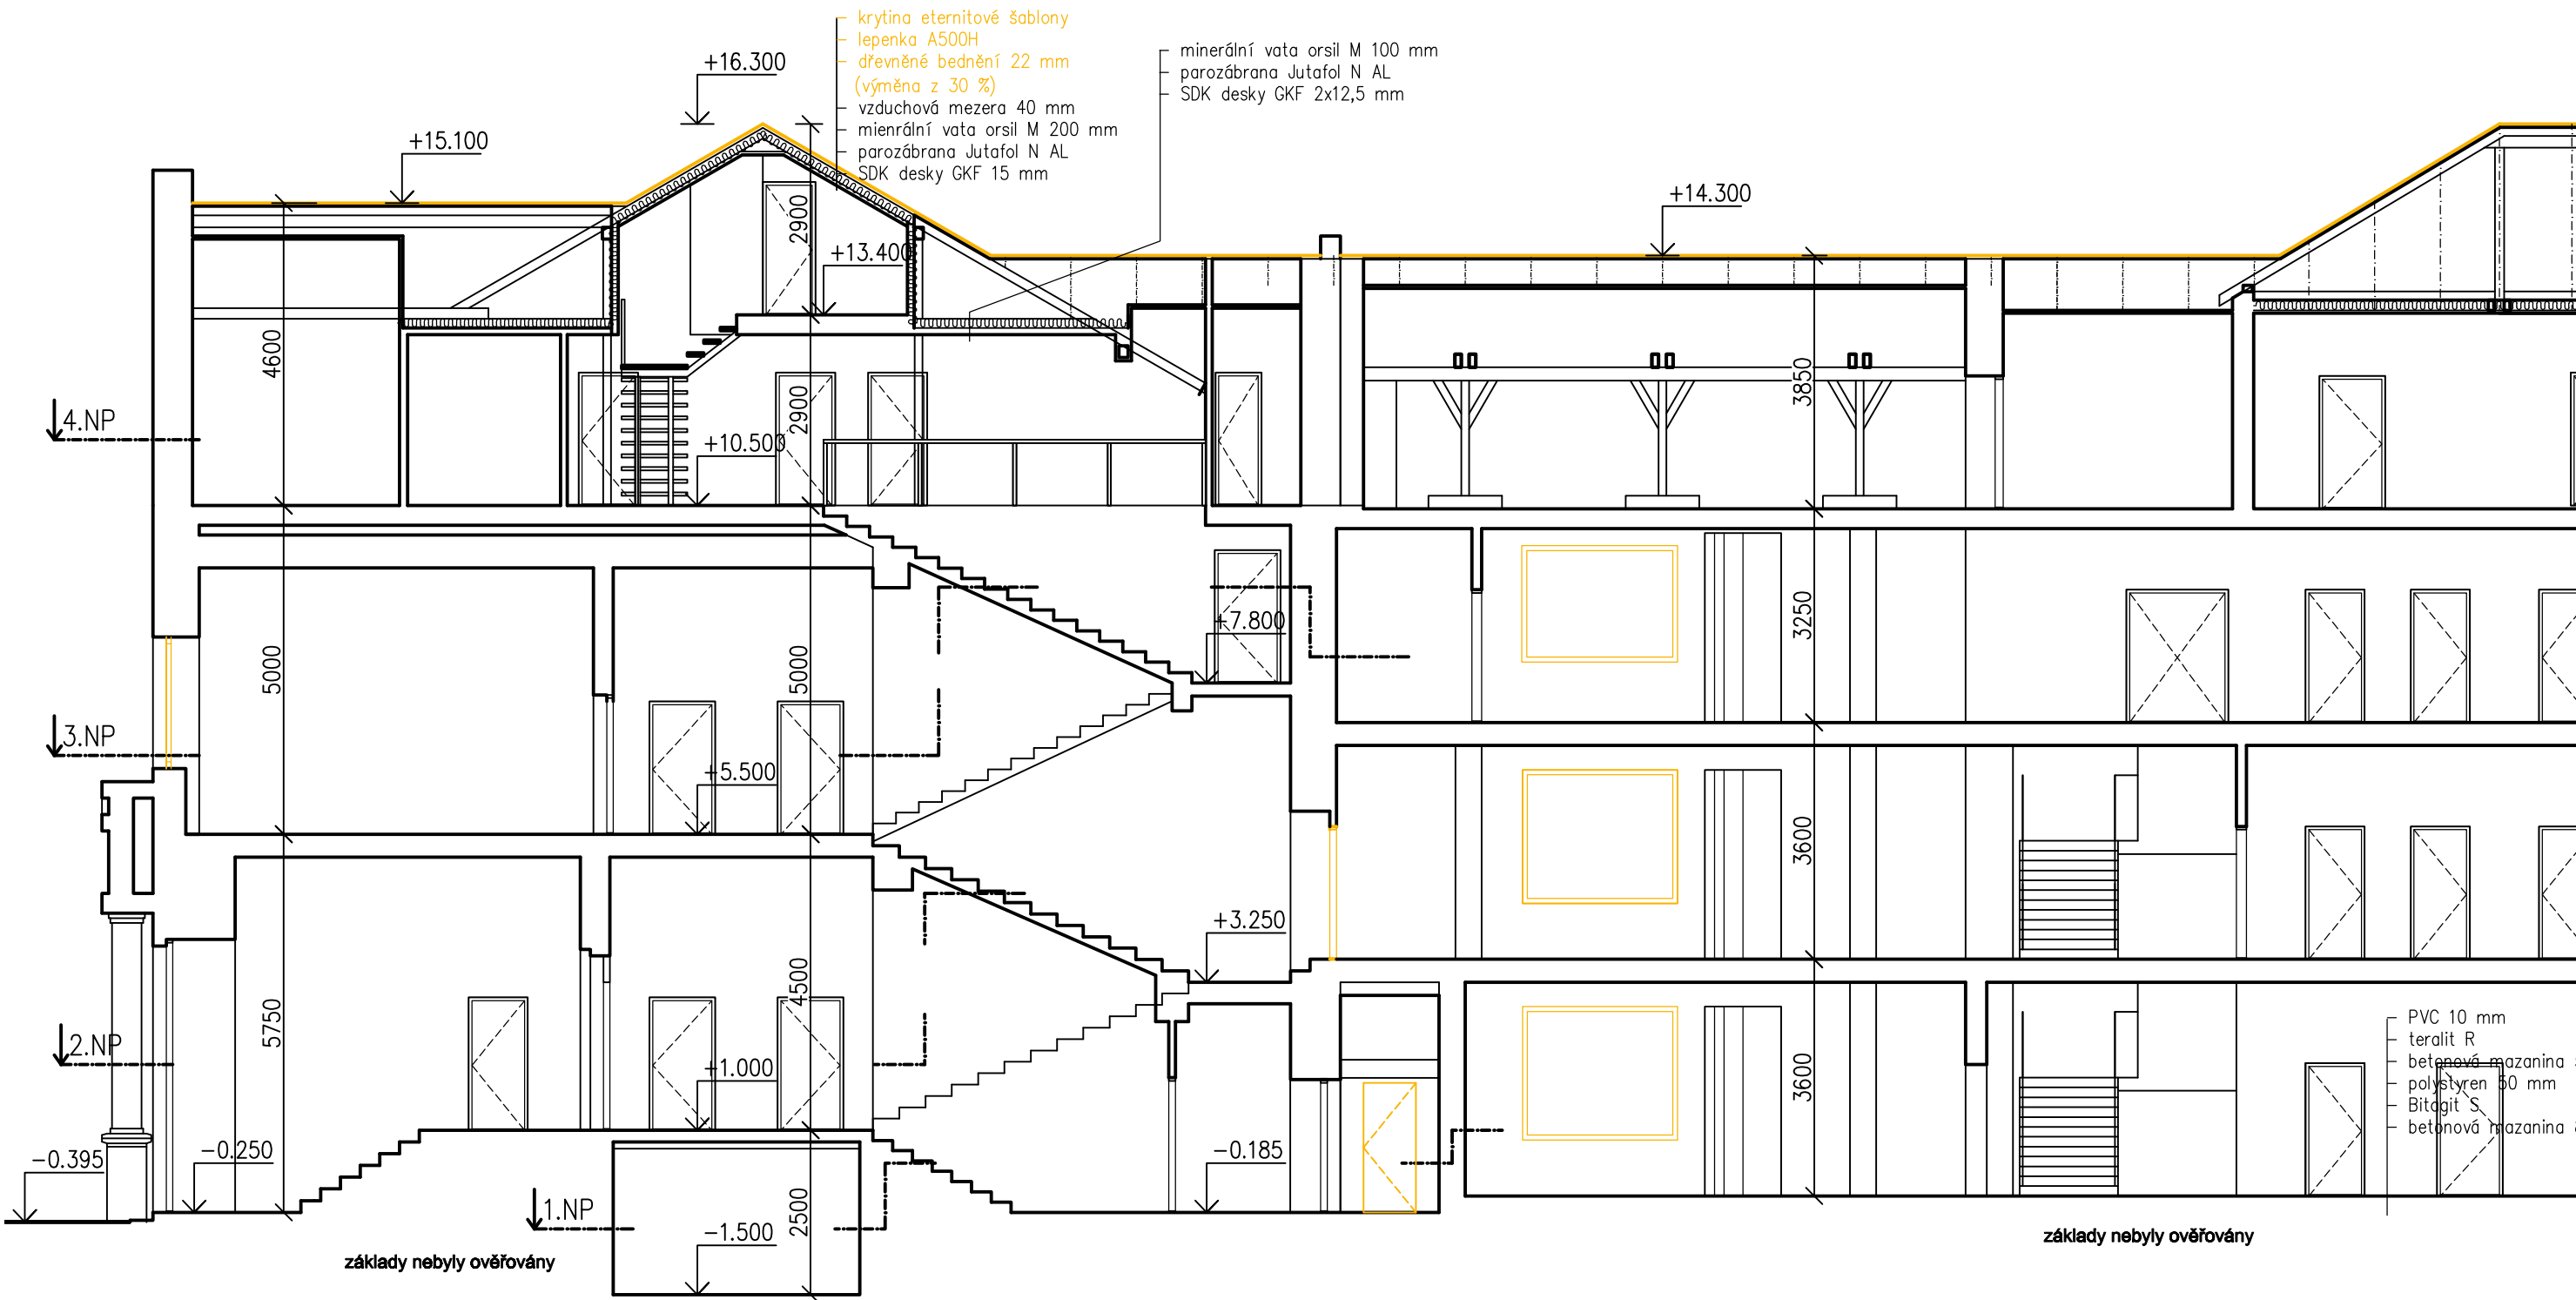 krytina eternitové šablony
lepenka A500H
dřevněné bednění 22 mm
(výměna z 30 %)
vzduchová mezera 40 mm
mienrální vata orsil M 200 mm
parozábrana Jutafol N AL
SDK desky GKF 15 mm
minerální vata orsil M 100 mm
parozábrana Jutafol N AL
SDK desky GKF 2x12,5 mm
+16.300
+15.100
+14.300
2900
+13.400
4600
3850
2900
4.NP
+10.500
3250
+7.800
5000
5000
3.NP
+5.500
3600
+3.250
4500
5750
2.NP
+1.000
3600
PVC 10 mm
teralit R
betonová mazanina
polystyren 50 mm
Bitagit S
betonová mazanina
-0.395
-0.250
-0.185
1.NP
2500
-1.500
základy nebyly ověřovány
základy nebyly ověřovány